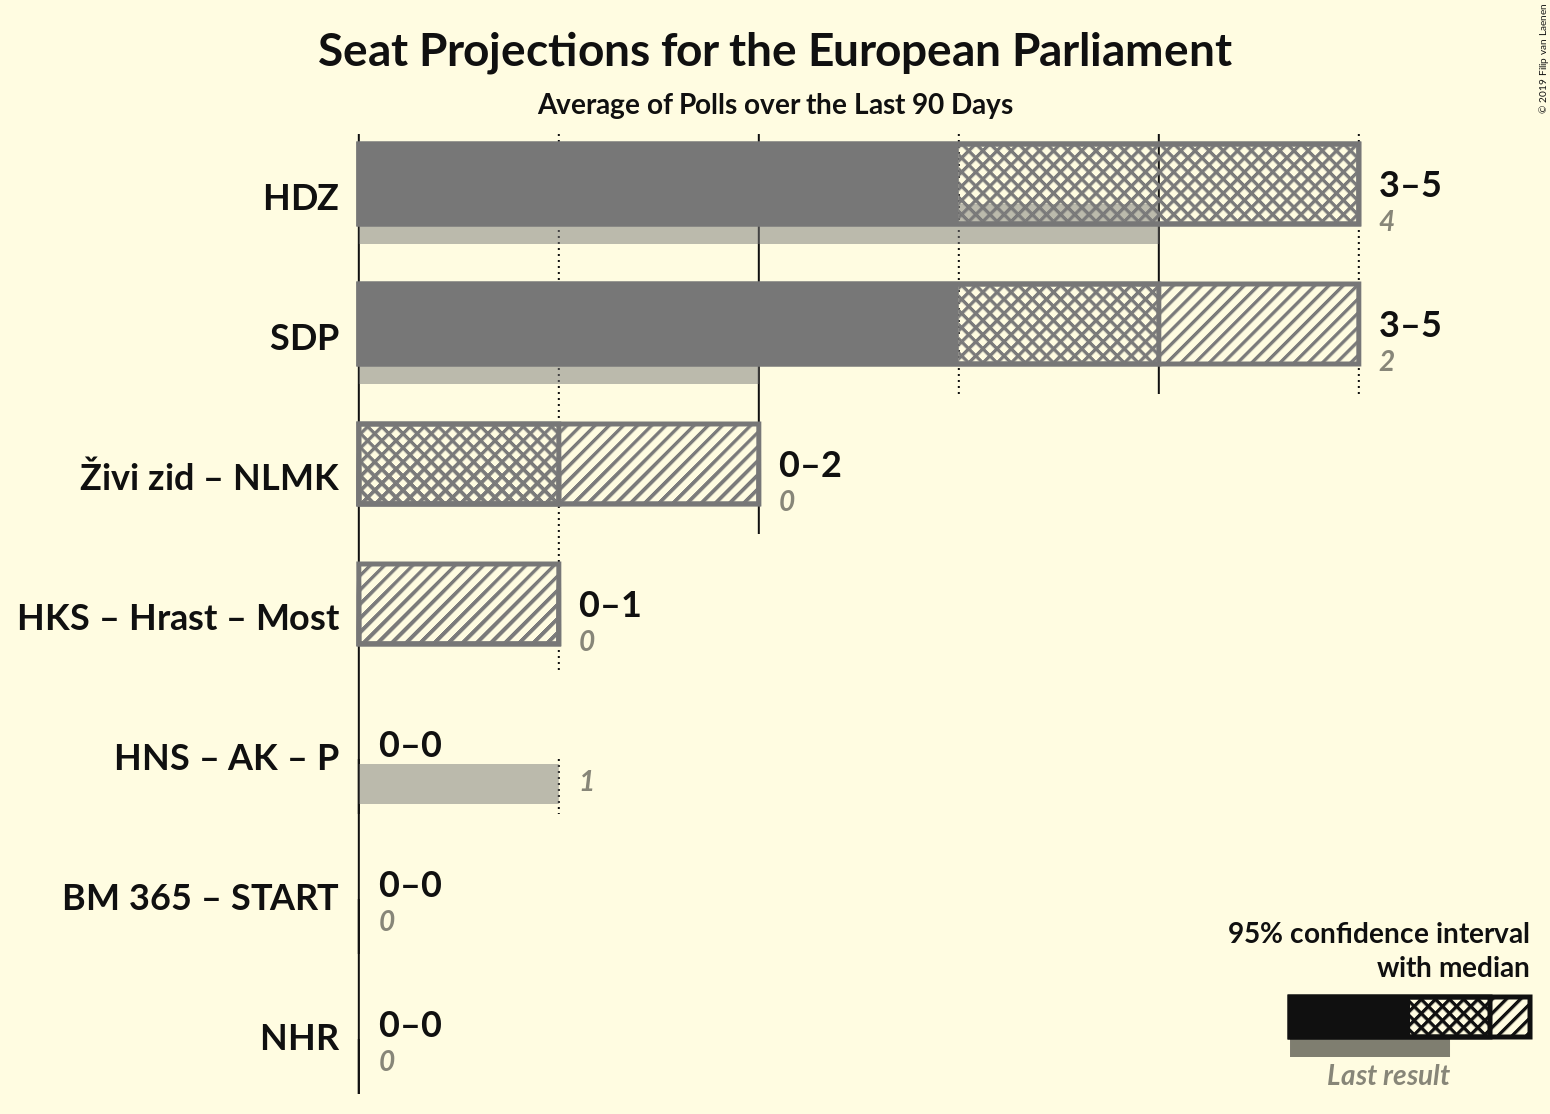 Seat Projections for the European Parliament
Average of Polls over the Last 90 Days
© 2019 Filip van Laenen
HDZ
3–5
4
SDP
3–5
2
Živi zid – NLMK
0–2
0
HKS – Hrast – Most
0–1
0
HNS – AK – P
0–0
1
BM 365 – START
0–0
0
NHR
0–0
0
95% confidence interval
with median
Last result